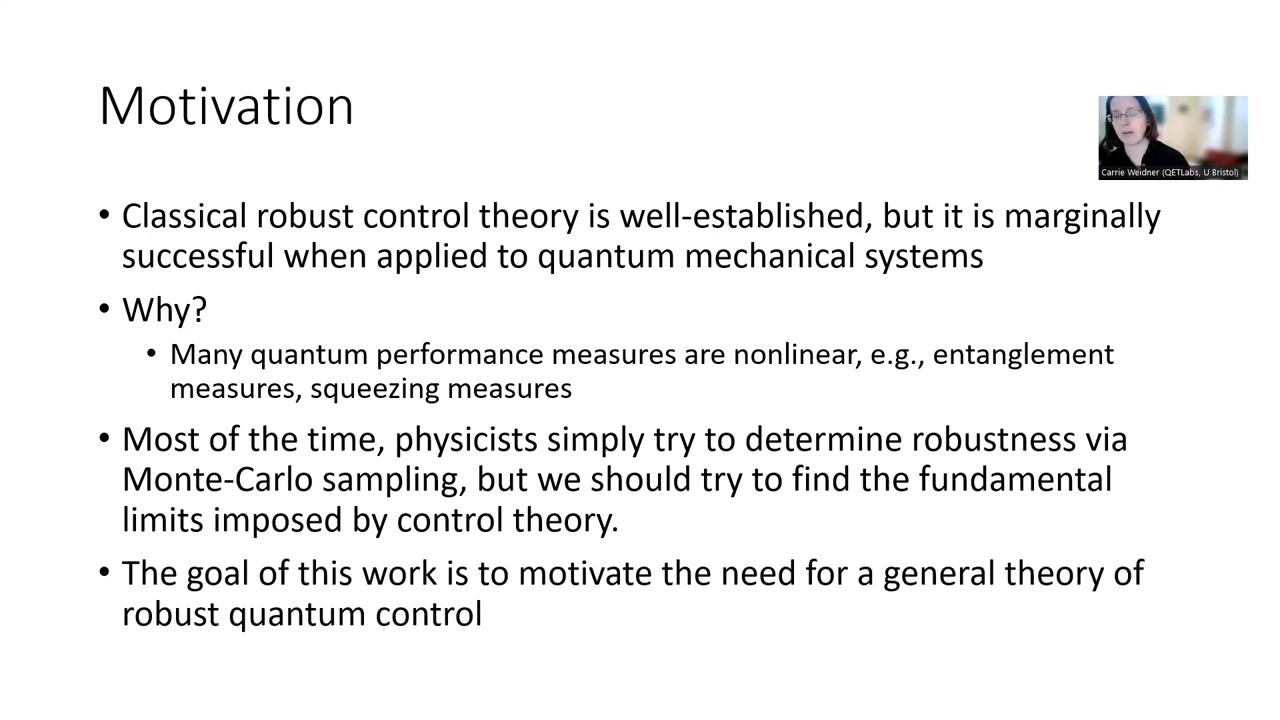 Motivation
Carrie Weidner (QETLabs, U Bristol)
• Classical robust control theory is well-established, but it is marginally
successful when applied to quantum mechanical systems
• Why?
• Many quantum performance measures are nonlinear, e.g., entanglement
measures, squeezing measures
• Most of the time, physicists simply try to determine robustness via
Monte-Carlo sampling, but we should try to find the fundamental
limits imposed by control theory.
• The goal of this work is to motivate the need for a general theory of
robust quantum control